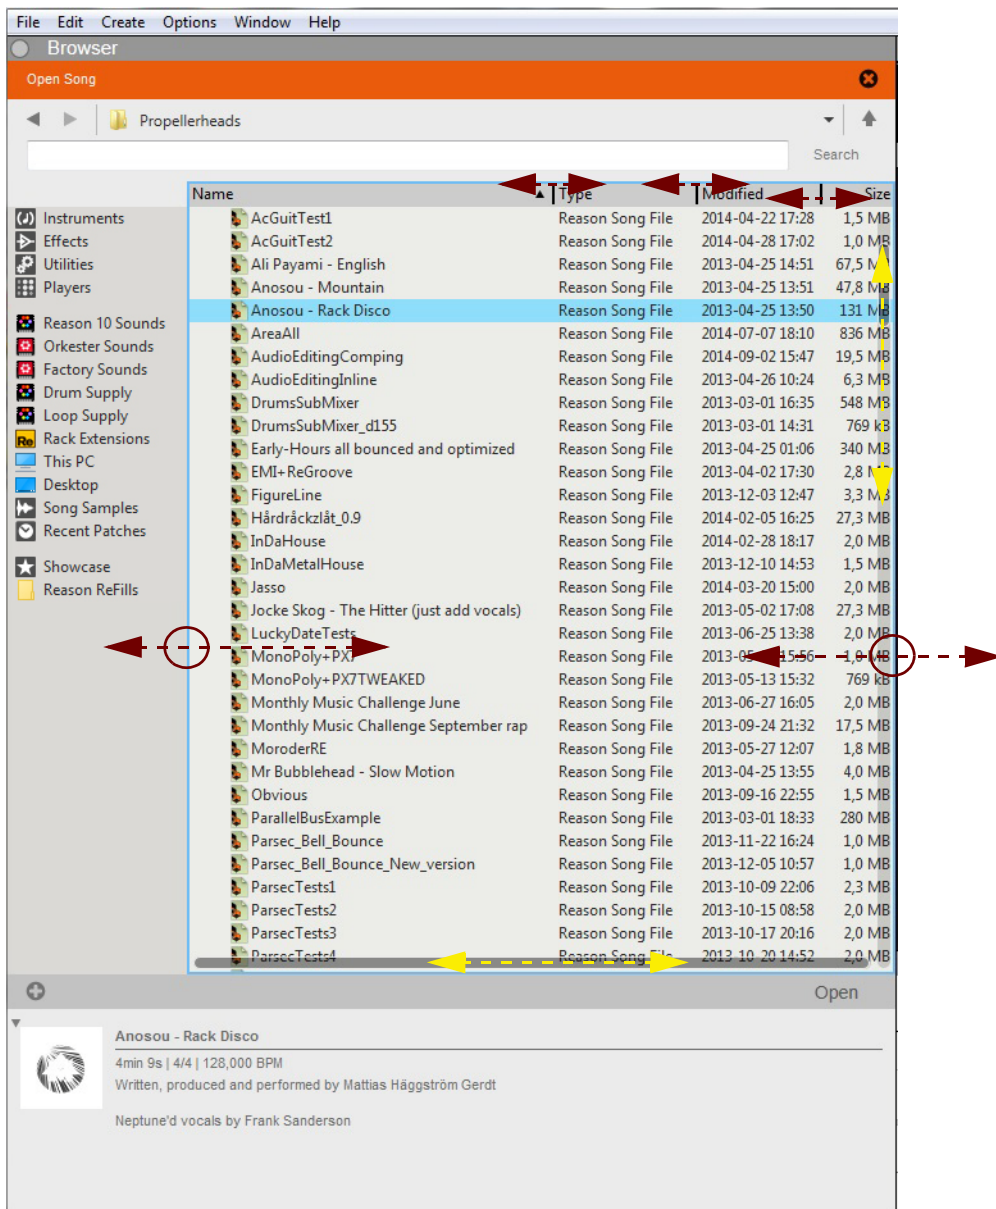 File Edit Create Options Window Help
Browser
Open Song
Propellerheads
Search
Name Type Modified Size
Instruments
Effects
Utilities
Players
Reason 10 Sounds
Orkester Sounds
Factory Sounds
Drum Supply
Loop Supply
Re Rack Extensions
This PC
Desktop
Song Samples
Recent Patches
Showcase
Reason ReFills
AcGuitTest1 Reason Song File 2014-04-22 17:28 1,5 MB
AcGuitTest2 Reason Song File 2014-04-28 17:02 1,0 MB
Ali Payami - English Reason Song File 2013-04-25 14:51 67,5 MB
Anosou - Mountain Reason Song File 2013-04-25 13:51 47,8 MB
Anosou - Rack Disco Reason Song File 2013-04-25 13:50 131 MB
AreaAll Reason Song File 2014-07-07 18:10 836 MB
AudioEditingComping Reason Song File 2014-09-02 15:47 19,5 MB
AudioEditingInline Reason Song File 2013-04-26 10:24 6,3 MB
DrumsSubMixer Reason Song File 2013-03-01 16:35 548 MB
DrumsSubMixer_d155 Reason Song File 2013-03-01 14:31 769 kB
Early-Hours all bounced and optimized Reason Song File 2013-04-25 01:06 340 MB
EMI+ReGroove Reason Song File 2013-04-02 17:30 2,8 MB
FigureLine Reason Song File 2013-12-03 12:47 3,3 MB
Hårdråckzlåt_0.9 Reason Song File 2014-02-05 16:25 27,3 MB
InDaHouse Reason Song File 2014-02-28 18:17 2,0 MB
InDaMetalHouse Reason Song File 2013-12-10 14:53 1,5 MB
Jasso Reason Song File 2014-03-20 15:00 2,0 MB
Jocke Skog - The Hitter (just add vocals) Reason Song File 2013-05-02 17:08 27,3 MB
LuckyDateTests Reason Song File 2013-06-25 13:38 2,0 MB
MonoPoly+PX7 Reason Song File 15:56 1,0 MB
MonoPoly+PX7TWEAKED Reason Song File 2013-05-13 15:32 769 kB
Monthly Music Challenge June Reason Song File 2013-06-27 16:05 2,0 MB
Monthly Music Challenge September rap Reason Song File 2013-09-24 21:32 17,5 MB
MoroderRE Reason Song File 2013-05-27 12:07 1,8 MB
Mr Bubblehead - Slow Motion Reason Song File 2013-04-25 13:55 4,0 MB
Obvious Reason Song File 2013-09-16 22:55 1,5 MB
ParallelBusExample Reason Song File 2013-03-01 18:33 280 MB
Parsec_Bell_Bounce Reason Song File 2013-11-22 16:24 1,0 MB
Parsec_Bell_Bounce_New_version Reason Song File 2013-12-05 10:57 1,0 MB
ParsecTests1 Reason Song File 2013-10-09 22:06 2,3 MB
ParsecTests2 Reason Song File 2013-10-15 08:58 2,0 MB
ParsecTests3 Reason Song File 2013-10-17 20:16 2,0 MB
ParsecTests4 Reason Song File 2013-10-20 14:52 2,0 MB
Open
Anosou - Rack Disco
4min 9s | 4/4 | 128,000 BPM
Written, produced and performed by Mattias Häggström Gerdt
Neptune'd vocals by Frank Sanderson